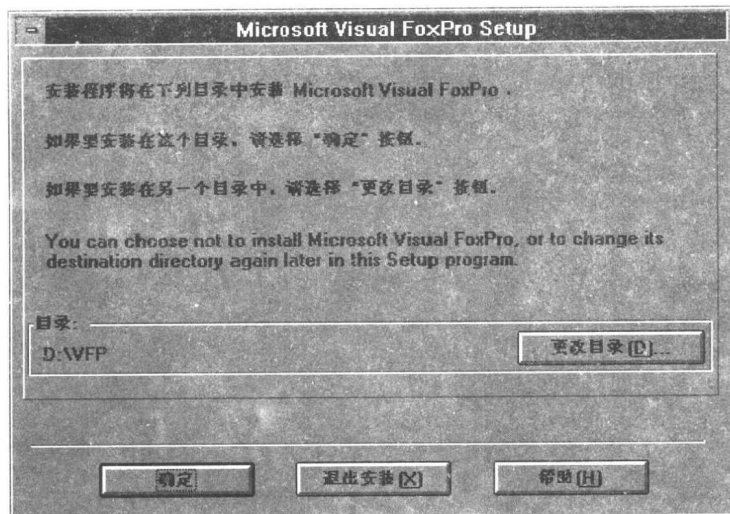 Microsoft Visual FoxPro Setup
安装程序将在下列目录中安装 Microsoft Visual FoxPro .
如果要安装在这个目录，请选择“确定”按钮。
如果要安装在另一个目录中，请选择“更改目录”按钮。
You can choose not to install Microsoft Visual FoxPro, or to change its
destination directory again later in this Setup program.
目录:
D:\VFP
更改目录(D)...
确定
退出安装(X)
帮助(H)